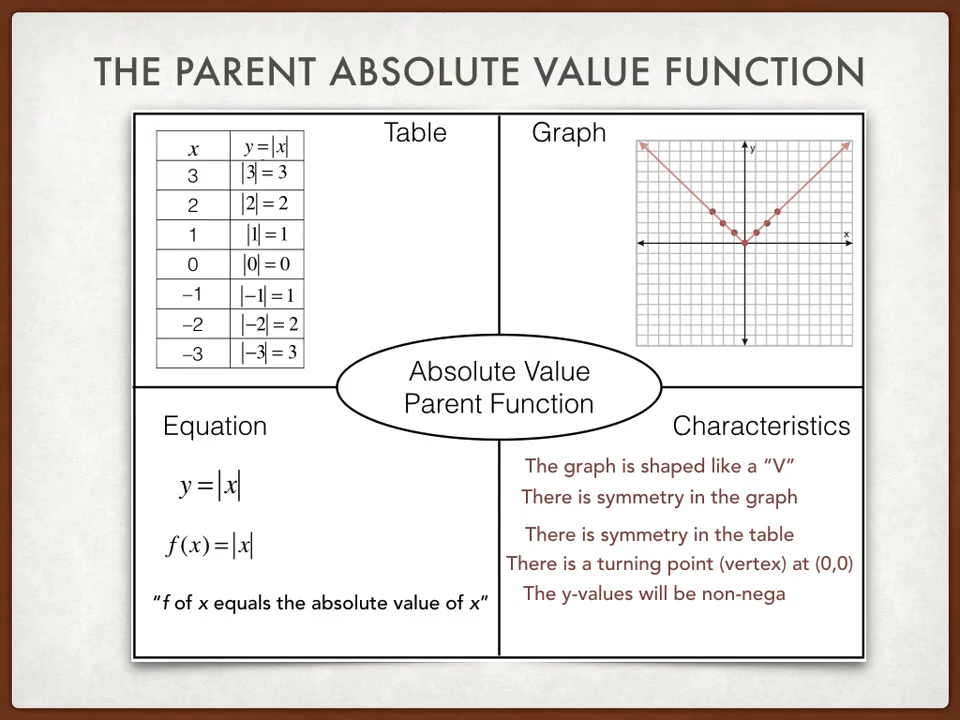 THE PARENT ABSOLUTE VALUE FUNCTION
Table
x y = |x|
3 |3| = 3
2 |2| = 2
1 |1| = 1
0 |0| = 0
–1 |–1| = 1
–2 |–2| = 2
–3 |–3| = 3
Graph
y
x
Absolute Value
Parent Function
Equation
y = |x|
f(x) = |x|
“f of x equals the absolute value of x”
Characteristics
The graph is shaped like a “V”
There is symmetry in the graph
There is symmetry in the table
There is a turning point (vertex) at (0,0)
The y-values will be non-nega